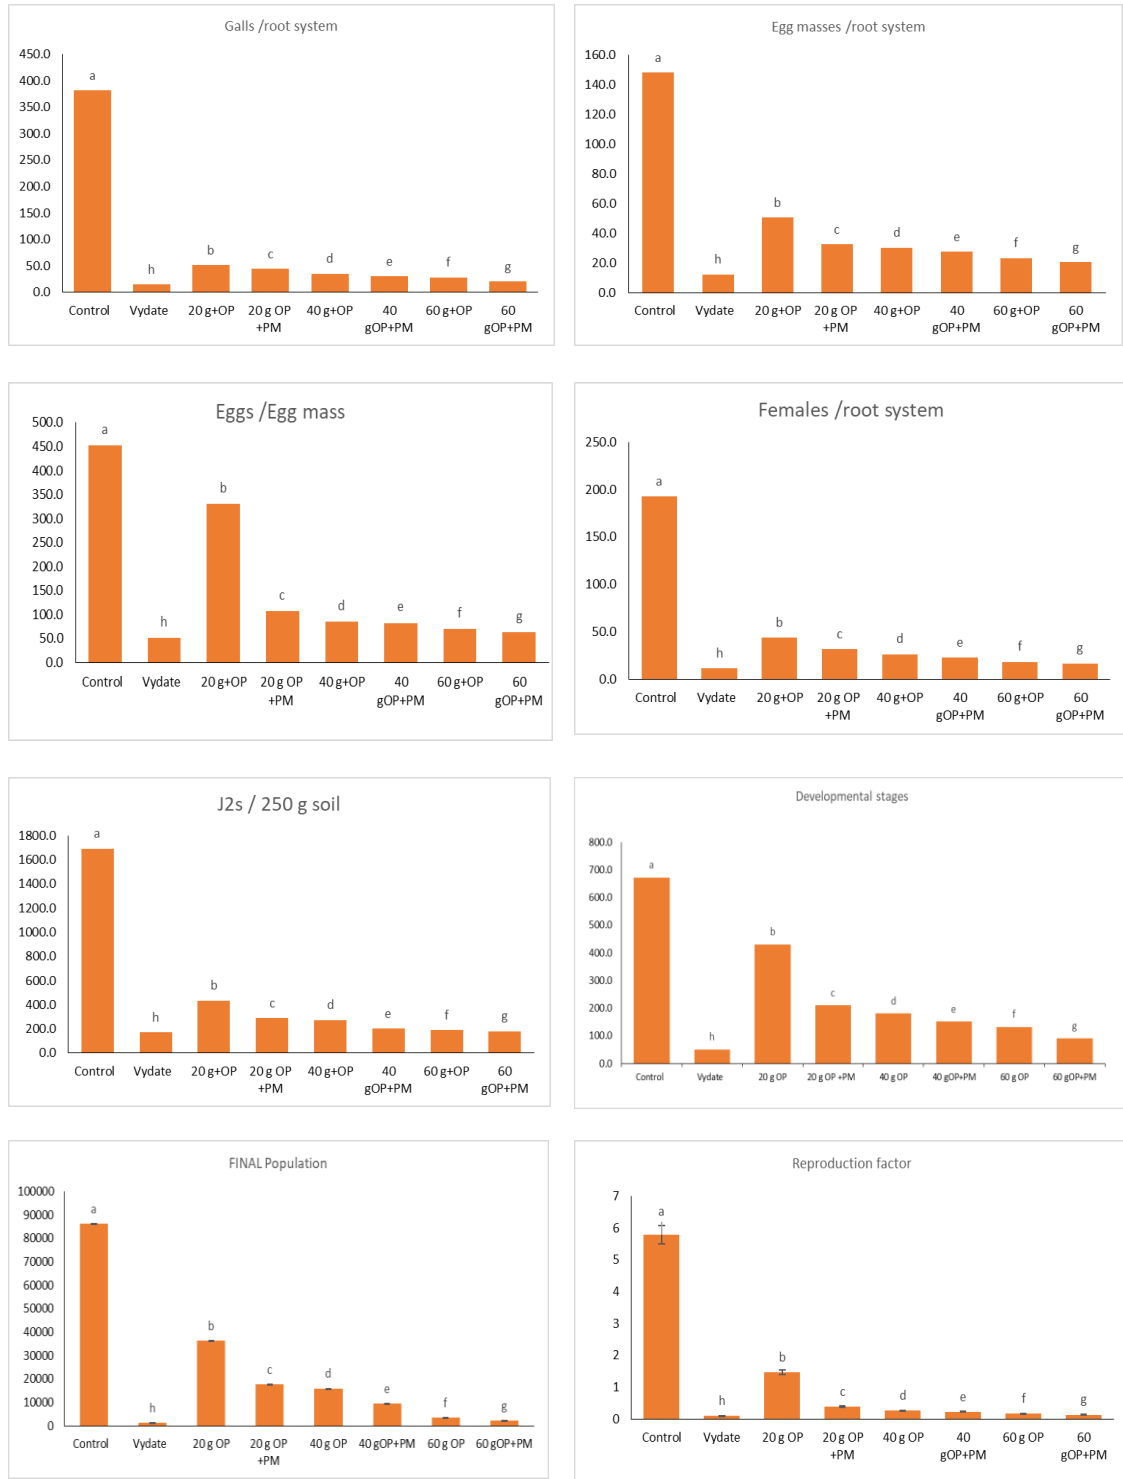 Galls /root system
450.0
400.0
350.0
300.0
250.0
200.0
150.0
100.0
50.0
0.0
a
h
b
c
d
e
f
g
Control Vydate 20 g+OP 20 g OP 40 g+OP 40 60 g+OP 60
+PM gOP+PM gOP+PM
Egg masses /root system
160.0
140.0
120.0
100.0
80.0
60.0
40.0
20.0
0.0
a
h
b
c
d
e
f
g
Control Vydate 20 g+OP 20 g OP 40 g+OP 40 60 g+OP 60
+PM gOP+PM gOP+PM
Eggs /Egg mass
500.0
450.0
400.0
350.0
300.0
250.0
200.0
150.0
100.0
50.0
0.0
a
h
b
c
d
e
f
g
Control Vydate 20 g+OP 20 g OP 40 g+OP 40 60 g+OP 60
+PM gOP+PM gOP+PM
Females /root system
250.0
200.0
150.0
100.0
50.0
0.0
a
h
b
c
d
e
f
g
Control Vydate 20 g+OP 20 g OP 40 g+OP 40 60 g+OP 60
+PM gOP+PM gOP+PM
J2s / 250 g soil
1800.0
1600.0
1400.0
1200.0
1000.0
800.0
600.0
400.0
200.0
0.0
a
h
b
c
d
e
f
g
Control Vydate 20 g+OP 20 g OP 40 g+OP 40 60 g+OP 60
+PM gOP+PM gOP+PM
Developmental stages
800.0
700.0
600.0
500.0
400.0
300.0
200.0
100.0
0.0
a
h
b
c
d
e
f
g
Control Vydate 20 g OP 20 g OP +PM 40 g OP 40 gOP+PM 60 g OP 60 gOP+PM
FINAL Population
100000
90000
80000
70000
60000
50000
40000
30000
20000
10000
0
a
h
b
c
d
e
f
g
Control Vydate 20 g OP 20 g OP 40 g OP 40 gOP+PM 60 g OP 60 gOP+PM
+PM
Reproduction factor
7
6
5
4
3
2
1
0
a
h
b
c
d
e
f
g
Control Vydate 20 g OP 20 g OP 40 g OP 40 60 g OP 60
+PM gOP+PM gOP+PM